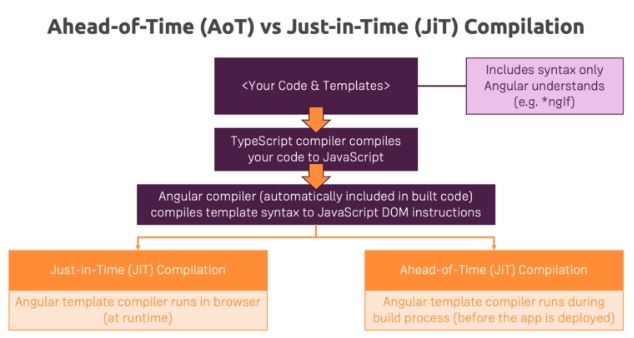 Ahead-of-Time (AoT) vs Just-in-Time (JiT) Compilation
<Your Code & Templates>
Includes syntax only
Angular understands
(e.g. *ngIf)
TypeScript compiler compiles
your code to JavaScript
Angular compiler (automatically included in built code)
compiles template syntax to JavaScript DOM instructions
Just-in-Time (JiT) Compilation
Angular template compiler runs in browser
(at runtime)
Ahead-of-Time (JiT) Compilation
Angular template compiler runs during
build process (before the app is deployed)